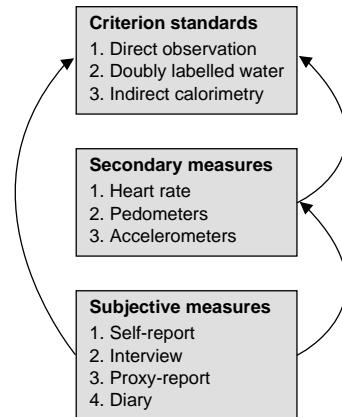 Criterion standards
1. Direct observation
2. Doubly labelled water
3. Indirect calorimetry
Secondary measures
1. Heart rate
2. Pedometers
3. Accelerometers
Subjective measures
1. Self-report
2. Interview
3. Proxy-report
4. Diary